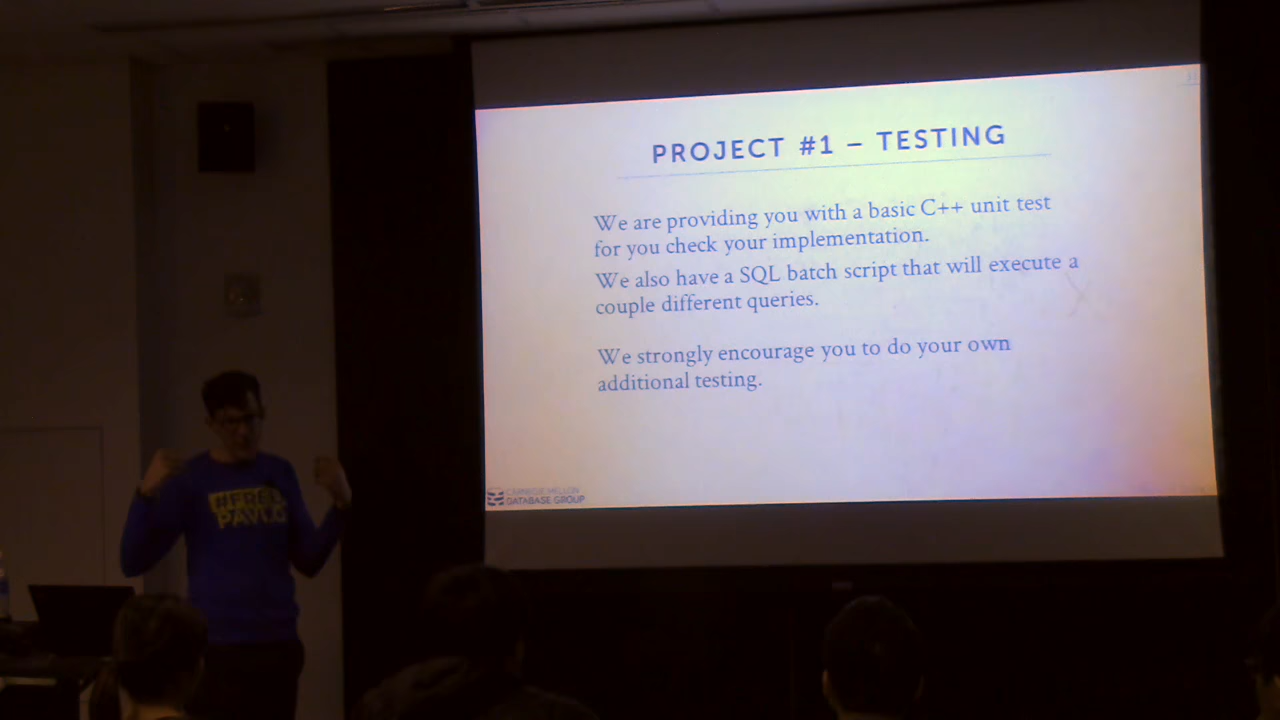 PROJECT #1 – TESTING
We are providing you with a basic C++ unit test
for you check your implementation.
We also have a SQL batch script that will execute a
couple different queries.
We strongly encourage you to do your own
additional testing.
CARNEGIE MELLON
DATABASE GROUP
#FREE
PAVLO